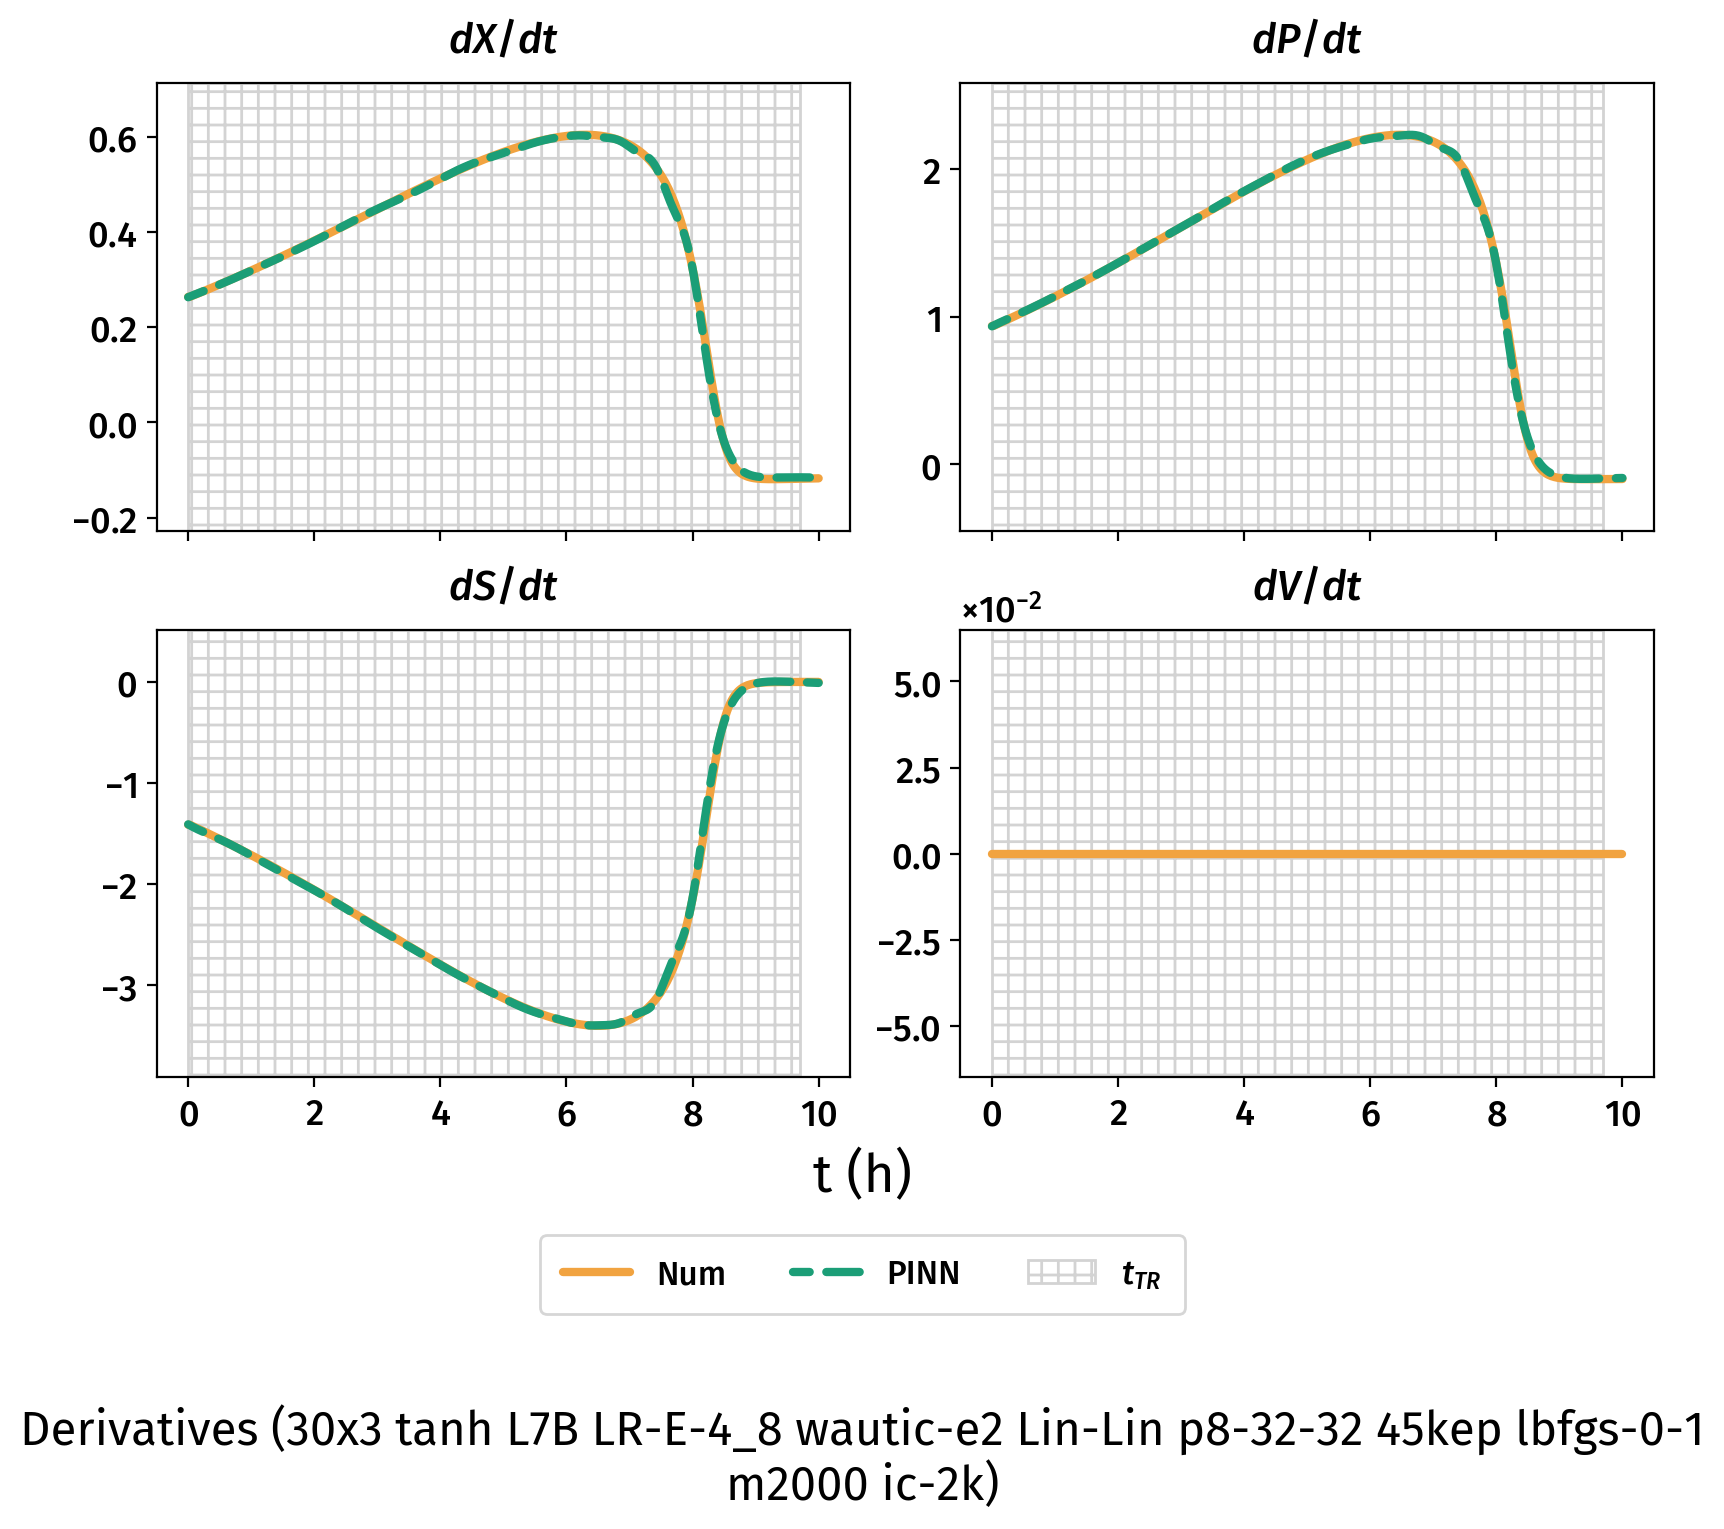 dX/dt
dP/dt
0.6
0.4
0.2
0.0
−0.2
2
1
0
dS/dt
dV/dt
×10⁻²
0
−1
−2
−3
5.0
2.5
0.0
−2.5
−5.0
0 2 4 6 8 10
0 2 4 6 8 10
t (h)
Num PINN t_TR
Derivatives (30x3 tanh L7B LR-E-4_8 wautic-e2 Lin-Lin p8-32-32 45kep lbfgs-0-1
m2000 ic-2k)